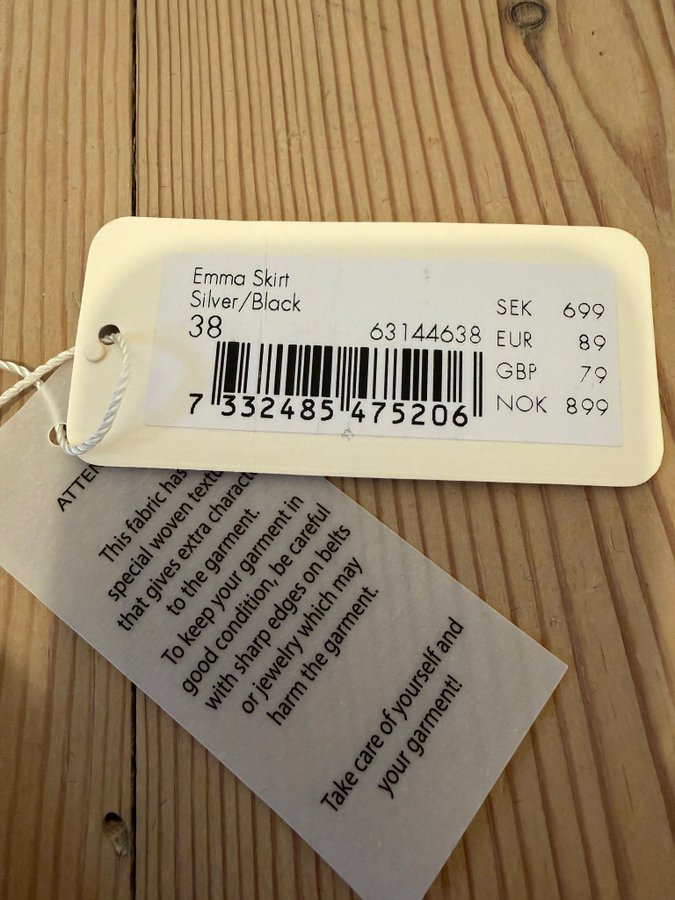 Emma Skirt
Silver/Black
38 63144638
7 332485 475206
SEK 699
EUR 89
GBP 79
NOK 899
ATTEN
This fabric has
special woven textu
that gives extra charact
to the garment.
To keep your garment in
good condition, be careful
with sharp edges on belts
or jewelry which may
harm the garment.
Take care of yourself and
your garment!